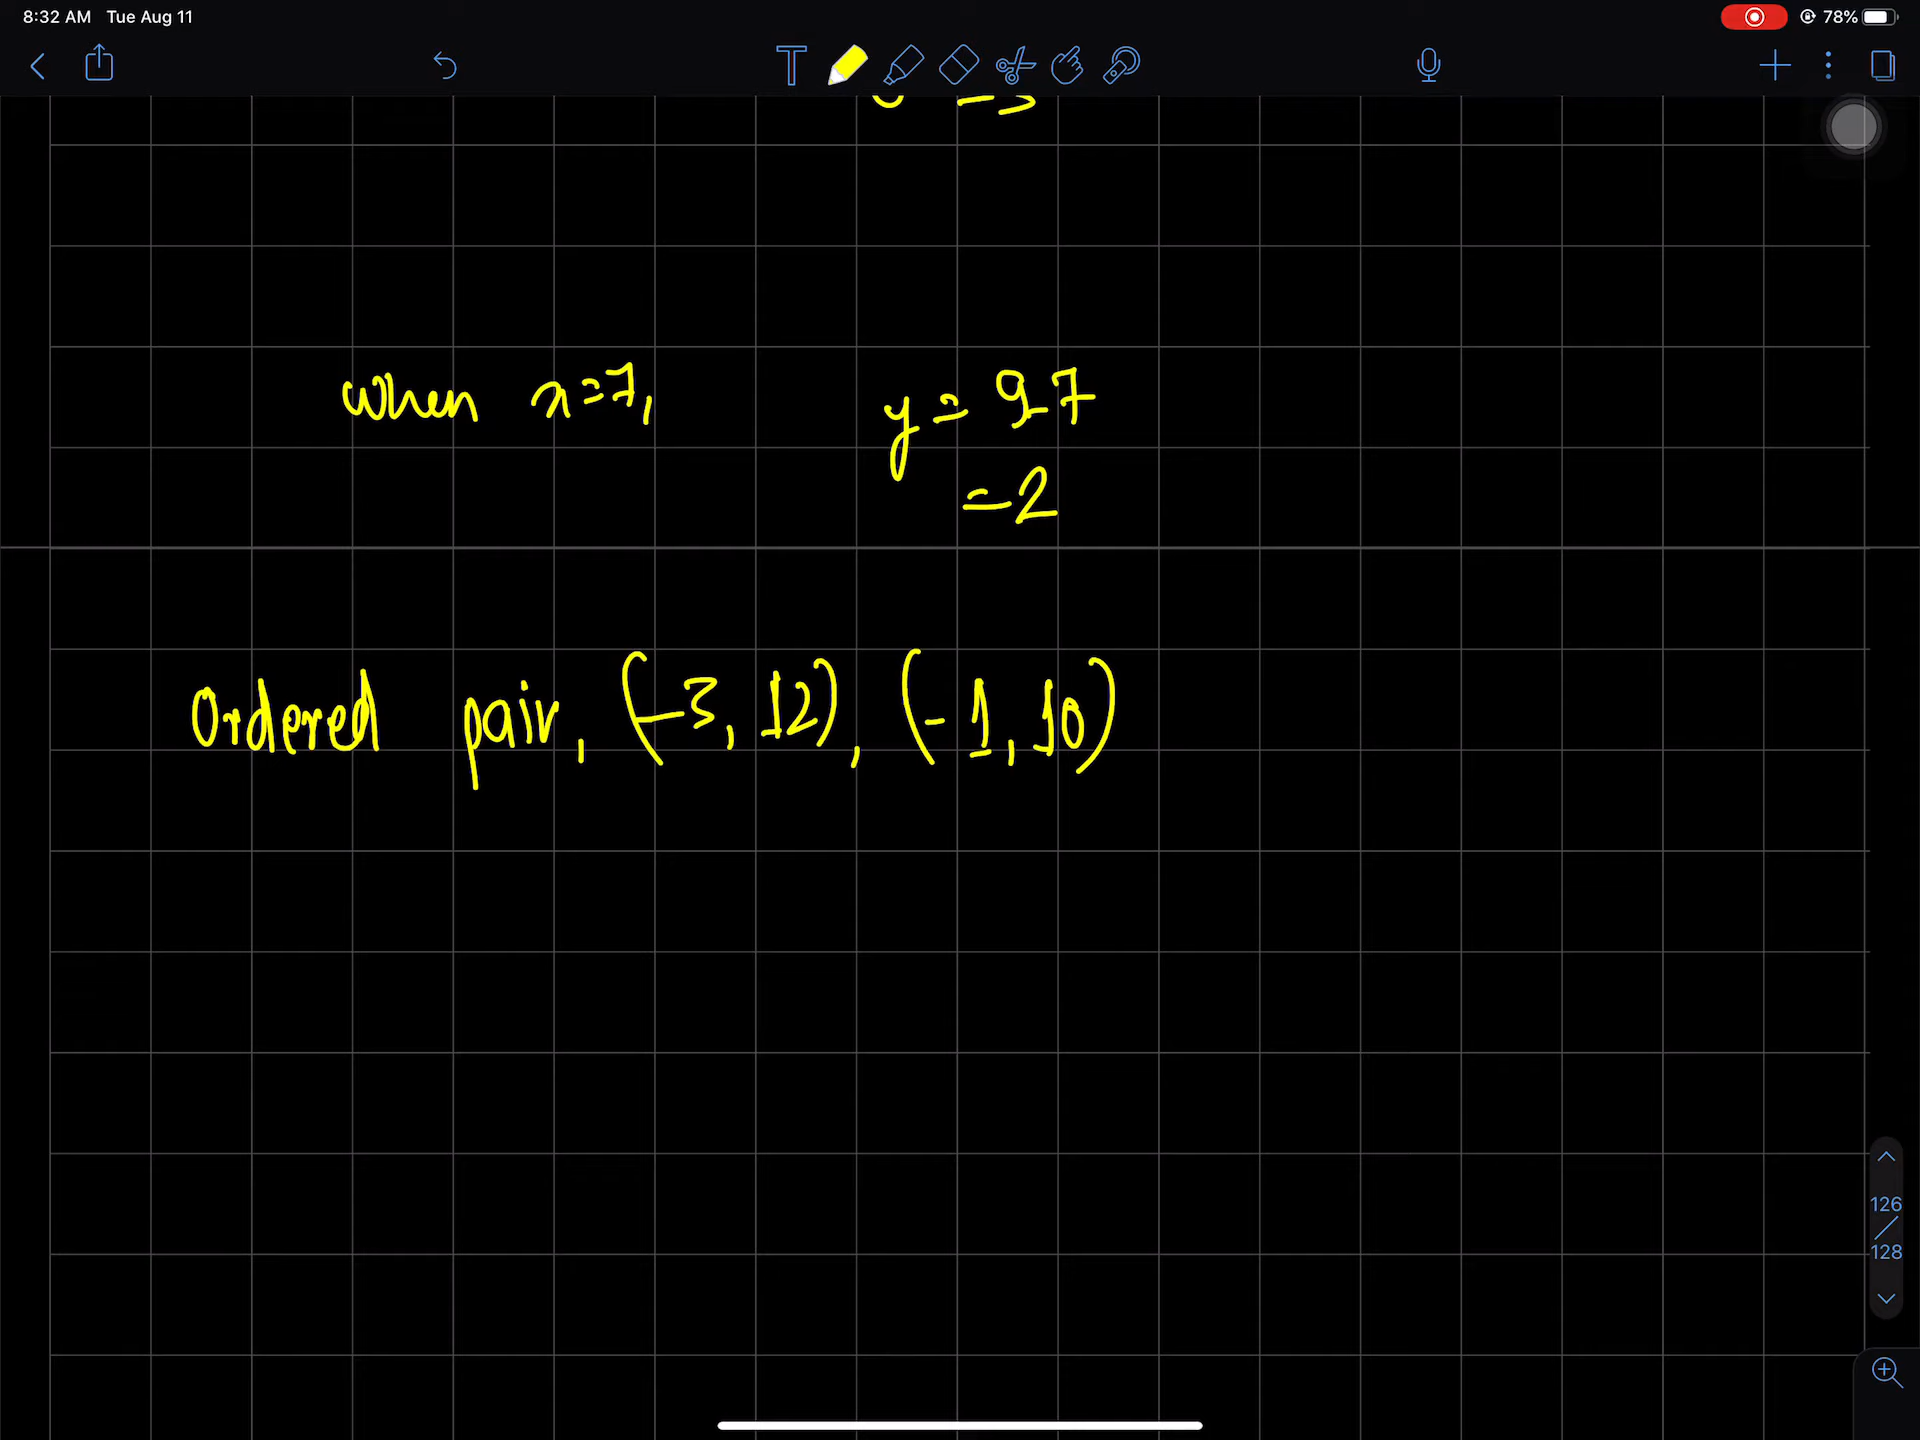 8:32 AM Tue Aug 11
78%
T
when x=7, y = 9-7
=2
Ordered pair, (-3, 12), (-1, 10)
126
128